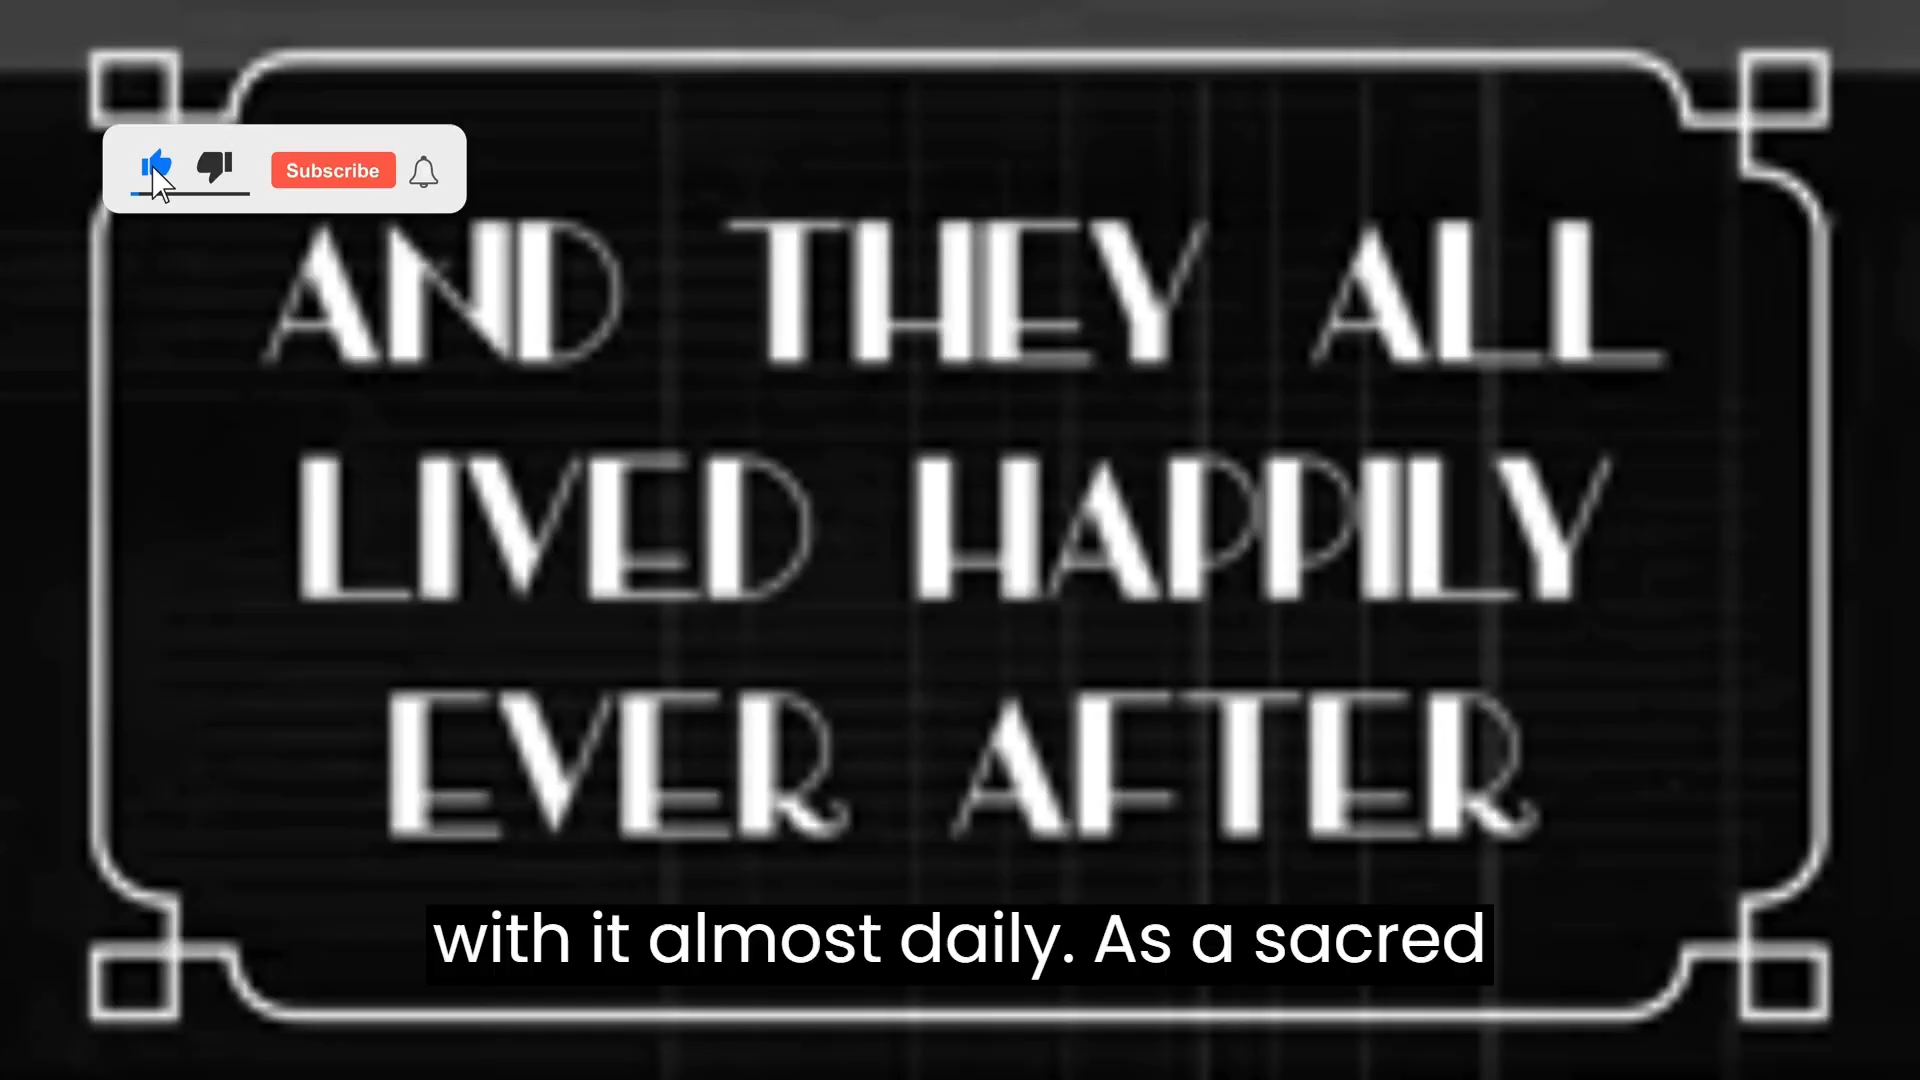 Subscribe
AND THEY ALL
LIVED HAPPILY
EVER AFTER
with it almost daily. As a sacred